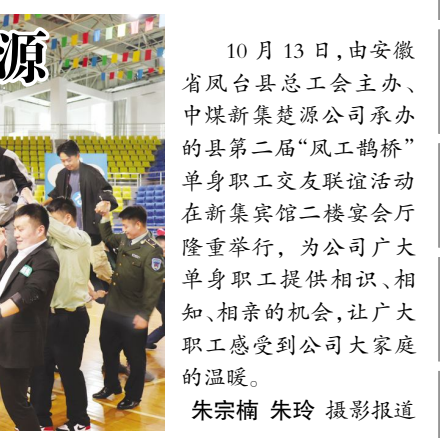 源
10 月 13 日，由安徽
省凤台县总工会主办、
中煤新集楚源公司承办
的县第二届“凤工鹊桥”
单身职工交友联谊活动
在新集宾馆二楼宴会厅
隆重举行，为公司广大
单身职工提供相识、相
知、相亲的机会，让广大
职工感受到公司大家庭
的温暖。
朱宗楠 朱玲 摄影报道